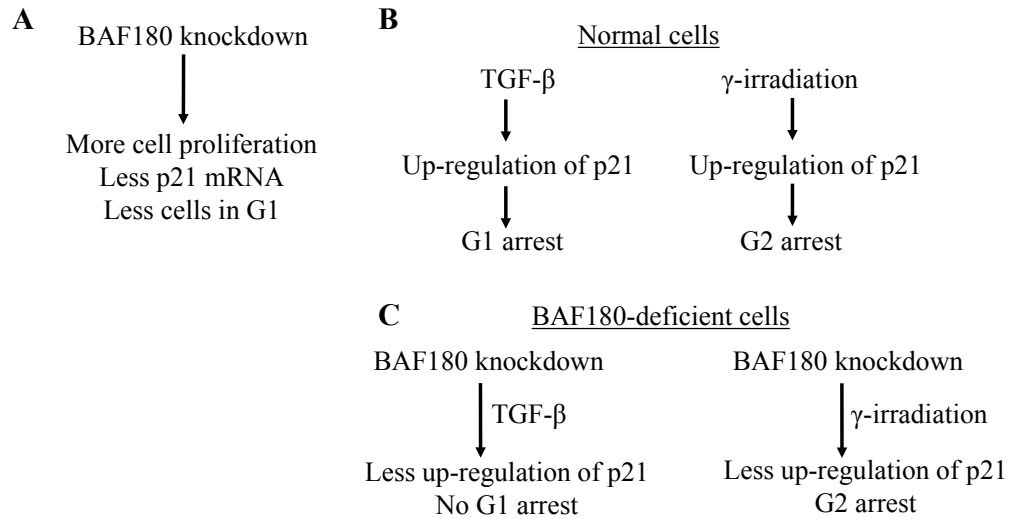 A
BAF180 knockdown
More cell proliferation
Less p21 mRNA
Less cells in G1
B
Normal cells
TGF-β
Up-regulation of p21
G1 arrest
γ-irradiation
Up-regulation of p21
G2 arrest
C
BAF180-deficient cells
BAF180 knockdown
TGF-β
Less up-regulation of p21
No G1 arrest
BAF180 knockdown
γ-irradiation
Less up-regulation of p21
G2 arrest